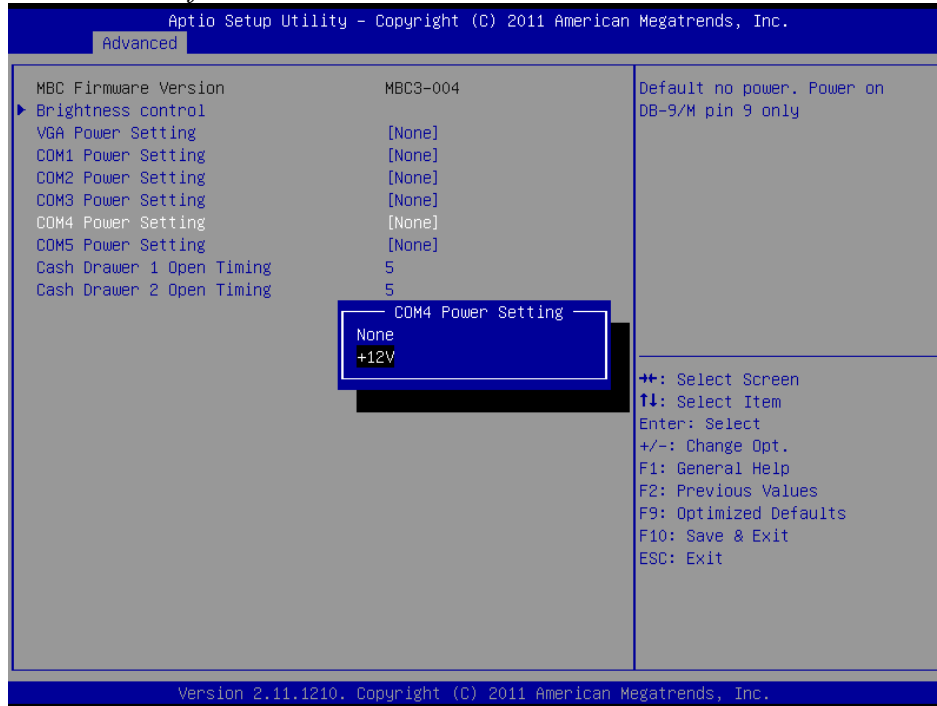 Aptio Setup Utility – Copyright (C) 2011 American Megatrends, Inc.
Advanced
MBC Firmware Version MBC3-004
Brightness control
VGA Power Setting [None]
COM1 Power Setting [None]
COM2 Power Setting [None]
COM3 Power Setting [None]
COM4 Power Setting [None]
COM5 Power Setting [None]
Cash Drawer 1 Open Timing 5
Cash Drawer 2 Open Timing 5
COM4 Power Setting
None
+12V
Default no power. Power on
DB-9/M pin 9 only
→←: Select Screen
↑↓: Select Item
Enter: Select
+/-: Change Opt.
F1: General Help
F2: Previous Values
F9: Optimized Defaults
F10: Save & Exit
ESC: Exit
Version 2.11.1210. Copyright (C) 2011 American Megatrends, Inc.